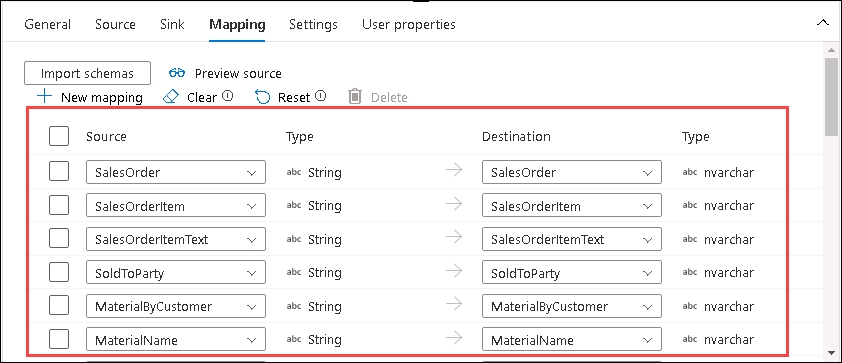 General Source Sink Mapping Settings User properties
Import schemas Preview source
New mapping Clear Reset Delete
Source Type Destination Type
SalesOrder abc String SalesOrder abc nvarchar
SalesOrderItem abc String SalesOrderItem abc nvarchar
SalesOrderItemText abc String SalesOrderItemText abc nvarchar
SoldToParty abc String SoldToParty abc nvarchar
MaterialByCustomer abc String MaterialByCustomer abc nvarchar
MaterialName abc String MaterialName abc nvarchar